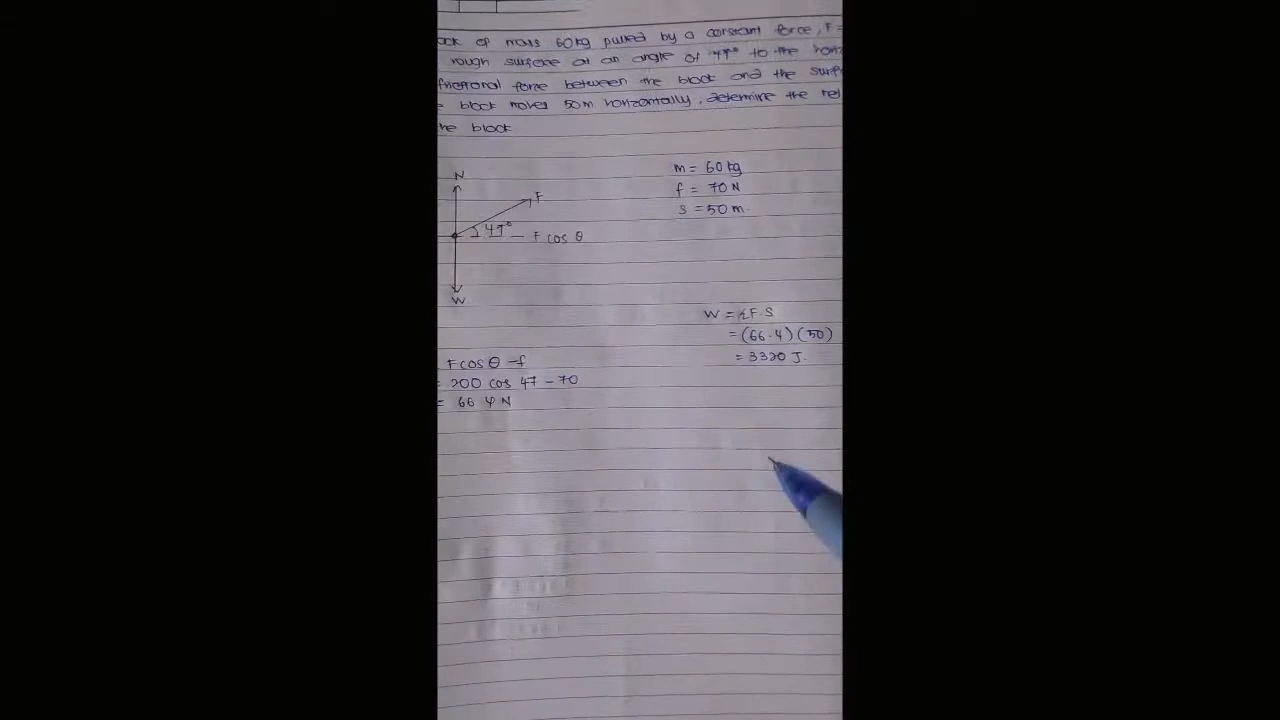 ock of mass 60kg pulled by a constant force, F =
rough surface at an angle of 47° to the horiz
frictional force between the block and the surf
e block moves 50m horizontally, determine the
he block
N
F
47°
F cos θ
W
m = 60 kg
f = 70 N
s = 50 m.
W = F.S
= (66.4) (50)
= 3320 J.
F cos θ - f
= 200 cos 47 - 70
= 66 4 N